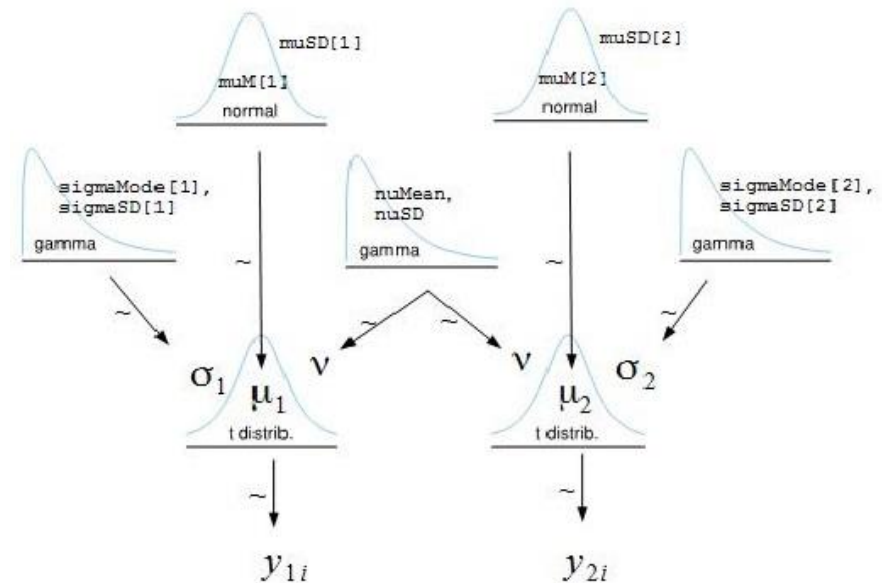 muSD[1]
muM[1]
normal
muSD[2]
muM[2]
normal
sigmaMode[1],
sigmaSD[1]
gamma
nuMean,
nuSD
gamma
sigmaMode[2],
sigmaSD[2]
gamma
~ ~ ~ ~ ~ ~
σ1 μ1 ν
t distrib.
ν μ2 σ2
t distrib.
~ ~
y1i y2i